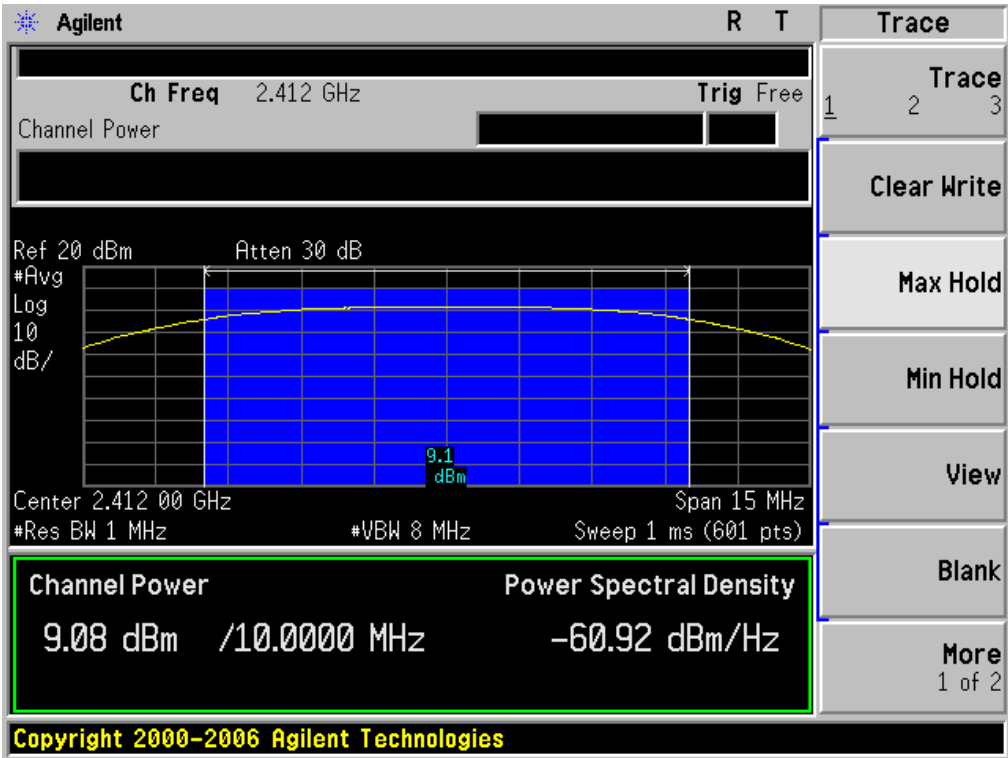 Agilent R T Trace
Ch Freq 2.412 GHz Trig Free
Channel Power
Trace
1 2 3
Clear Write
Max Hold
Min Hold
View
Blank
More
1 of 2
Ref 20 dBm Atten 30 dB
#Avg
Log
10
dB/
9.1
dBm
Center 2.412 00 GHz Span 15 MHz
#Res BW 1 MHz #VBW 8 MHz Sweep 1 ms (601 pts)
Channel Power Power Spectral Density
9.08 dBm /10.0000 MHz -60.92 dBm/Hz
Copyright 2000-2006 Agilent Technologies